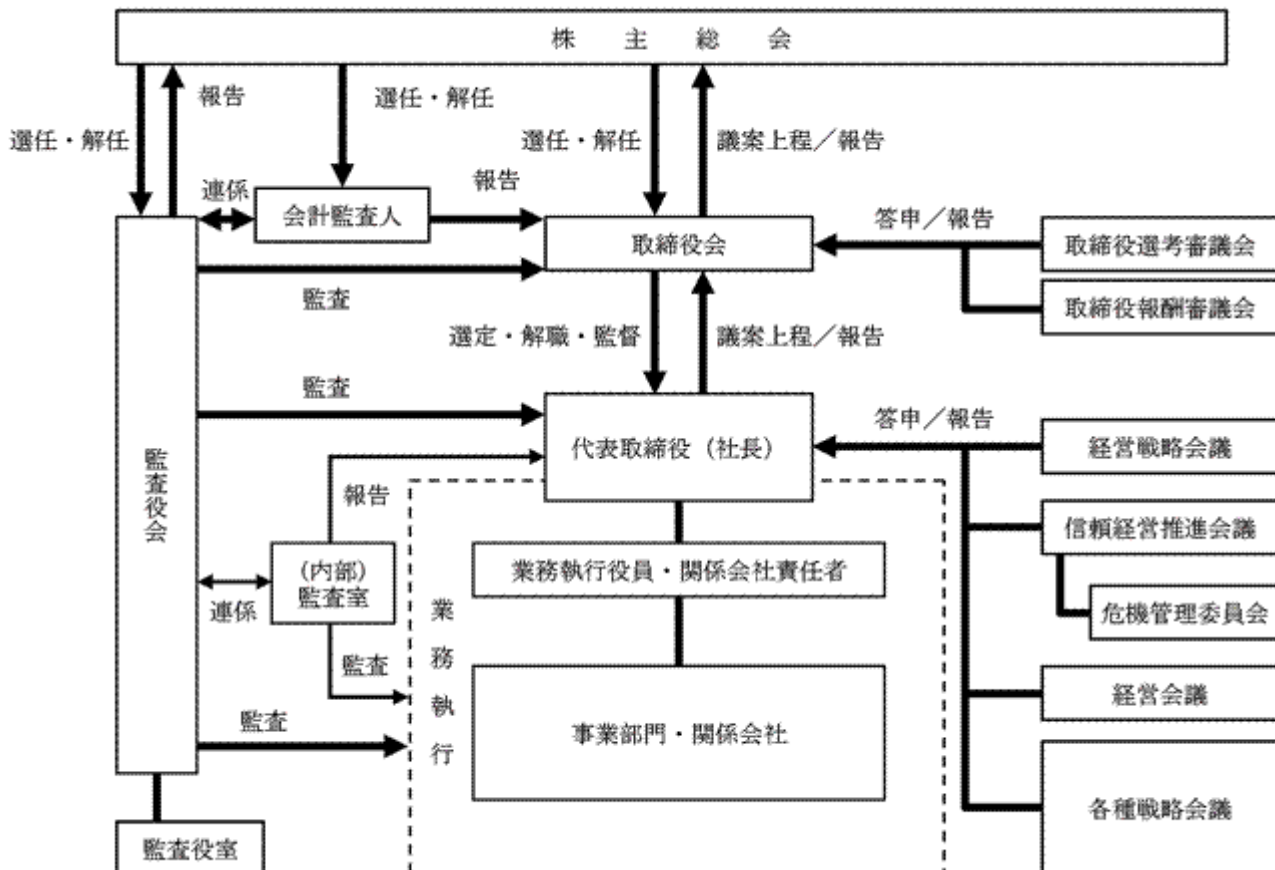 株主総会
報告
選任・解任
選任・解任
選任・解任
議案上程／報告
連係
会計監査人
報告
取締役会
答申／報告
取締役選考審議会
取締役報酬審議会
監査
選定・解職・監督
議案上程／報告
監査
代表取締役（社長）
答申／報告
経営戦略会議
監査役会
報告
信頼経営推進会議
（内部）
監査室
業務執行役員・関係会社責任者
連係
危機管理委員会
業務執行
監査
経営会議
監査
事業部門・関係会社
各種戦略会議
監査役室